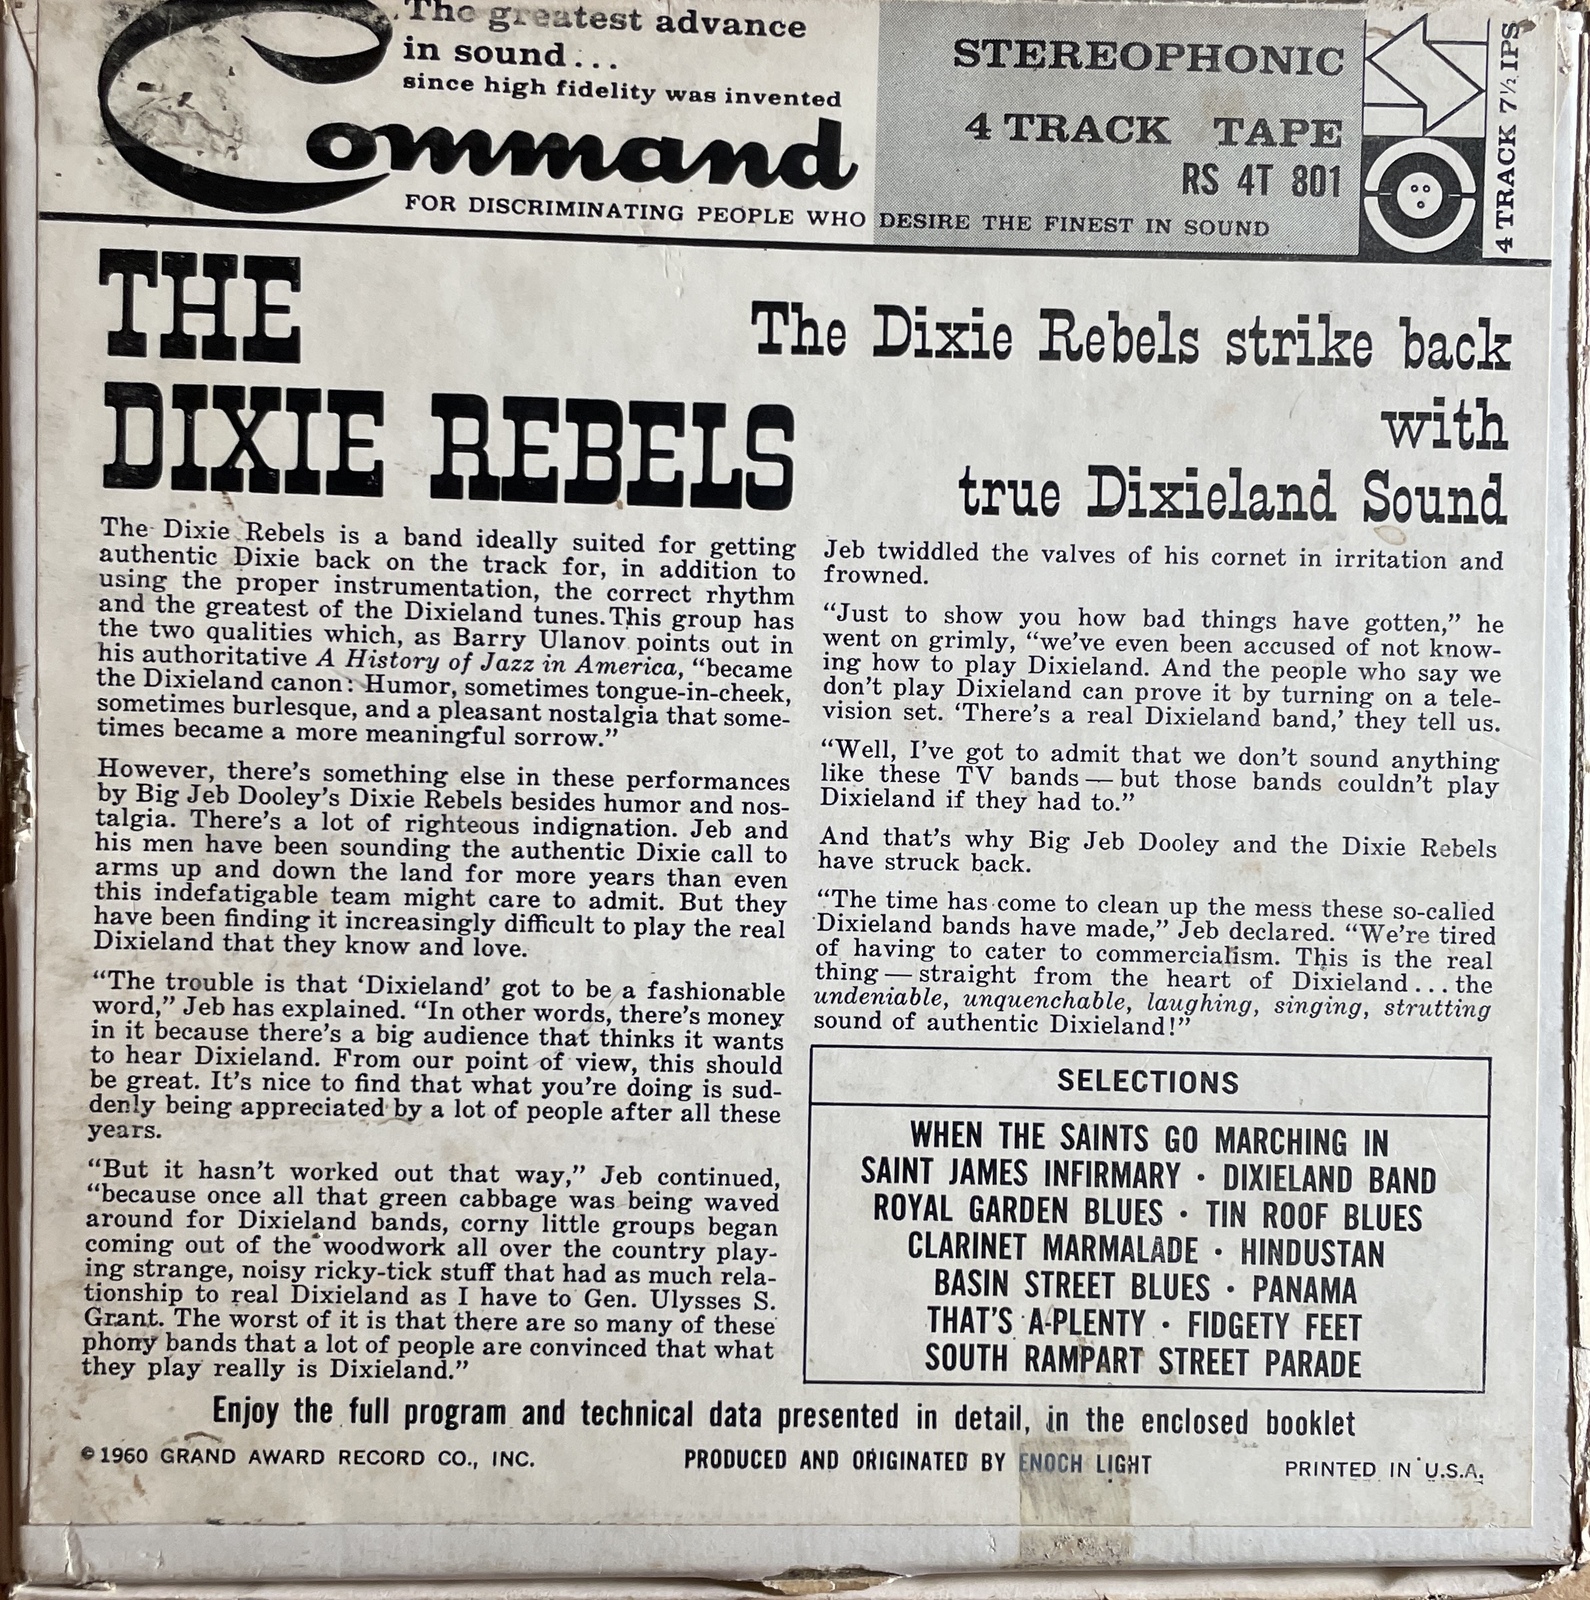 The greatest advance
in sound...
since high fidelity was invented
Command
FOR DISCRIMINATING PEOPLE WHO DESIRE THE FINEST IN SOUND
STEREOPHONIC
4 TRACK TAPE
RS 4T 801
4 TRACK 7½ IPS
THE
DIXIE REBELS
The Dixie Rebels strike back
with
true Dixieland Sound
The Dixie Rebels is a band ideally suited for getting
authentic Dixie back on the track for, in addition to
using the proper instrumentation, the correct rhythm
and the greatest of the Dixieland tunes. This group has
the two qualities which, as Barry Ulanov points out in
his authoritative A History of Jazz in America, “became
the Dixieland canon: Humor, sometimes tongue-in-cheek,
sometimes burlesque, and a pleasant nostalgia that some-
times became a more meaningful sorrow.”
However, there's something else in these performances
by Big Jeb Dooley's Dixie Rebels besides humor and nos-
talgia. There's a lot of righteous indignation. Jeb and
his men have been sounding the authentic Dixie call to
arms up and down the land for more years than even
this indefatigable team might care to admit. But they
have been finding it increasingly difficult to play the real
Dixieland that they know and love.
“The trouble is that ‘Dixieland’ got to be a fashionable
word,” Jeb has explained. “In other words, there's money
in it because there's a big audience that thinks it wants
to hear Dixieland. From our point of view, this should
be great. It's nice to find that what you're doing is sud-
denly being appreciated by a lot of people after all these
years.
“But it hasn't worked out that way,” Jeb continued,
“because once all that green cabbage was being waved
around for Dixieland bands, corny little groups began
coming out of the woodwork all over the country play-
ing strange, noisy ricky-tick stuff that had as much rela-
tionship to real Dixieland as I have to Gen. Ulysses S.
Grant. The worst of it is that there are so many of these
phony bands that a lot of people are convinced that what
they play really is Dixieland.”
Jeb twiddled the valves of his cornet in irritation and
frowned.
“Just to show you how bad things have gotten,” he
went on grimly, “we've even been accused of not know-
ing how to play Dixieland. And the people who say we
don't play Dixieland can prove it by turning on a tele-
vision set. ‘There's a real Dixieland band,’ they tell us.
“Well, I've got to admit that we don't sound anything
like these TV bands — but those bands couldn't play
Dixieland if they had to.”
And that's why Big Jeb Dooley and the Dixie Rebels
have struck back.
“The time has come to clean up the mess these so-called
Dixieland bands have made,” Jeb declared. “We're tired
of having to cater to commercialism. This is the real
thing — straight from the heart of Dixieland...the
undeniable, unquenchable, laughing, singing, strutting
sound of authentic Dixieland!”
SELECTIONS
WHEN THE SAINTS GO MARCHING IN
SAINT JAMES INFIRMARY • DIXIELAND BAND
ROYAL GARDEN BLUES • TIN ROOF BLUES
CLARINET MARMALADE • HINDUSTAN
BASIN STREET BLUES • PANAMA
THAT'S A-PLENTY • FIDGETY FEET
SOUTH RAMPART STREET PARADE
Enjoy the full program and technical data presented in detail, in the enclosed booklet
©1960 GRAND AWARD RECORD CO., INC.
PRODUCED AND ORIGINATED BY ENOCH LIGHT
PRINTED IN U.S.A.